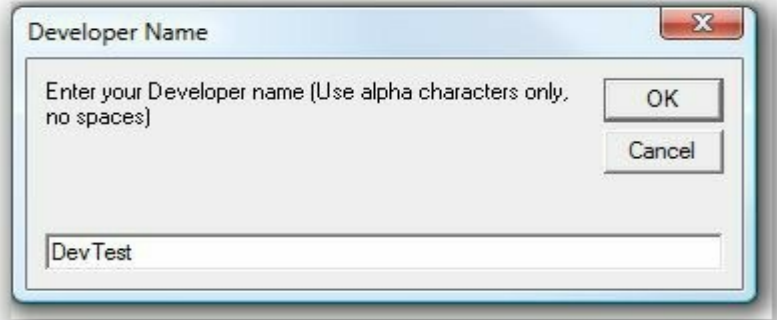 Developer Name
Enter your Developer name (Use alpha characters only,
no spaces)
OK
Cancel
DevTest